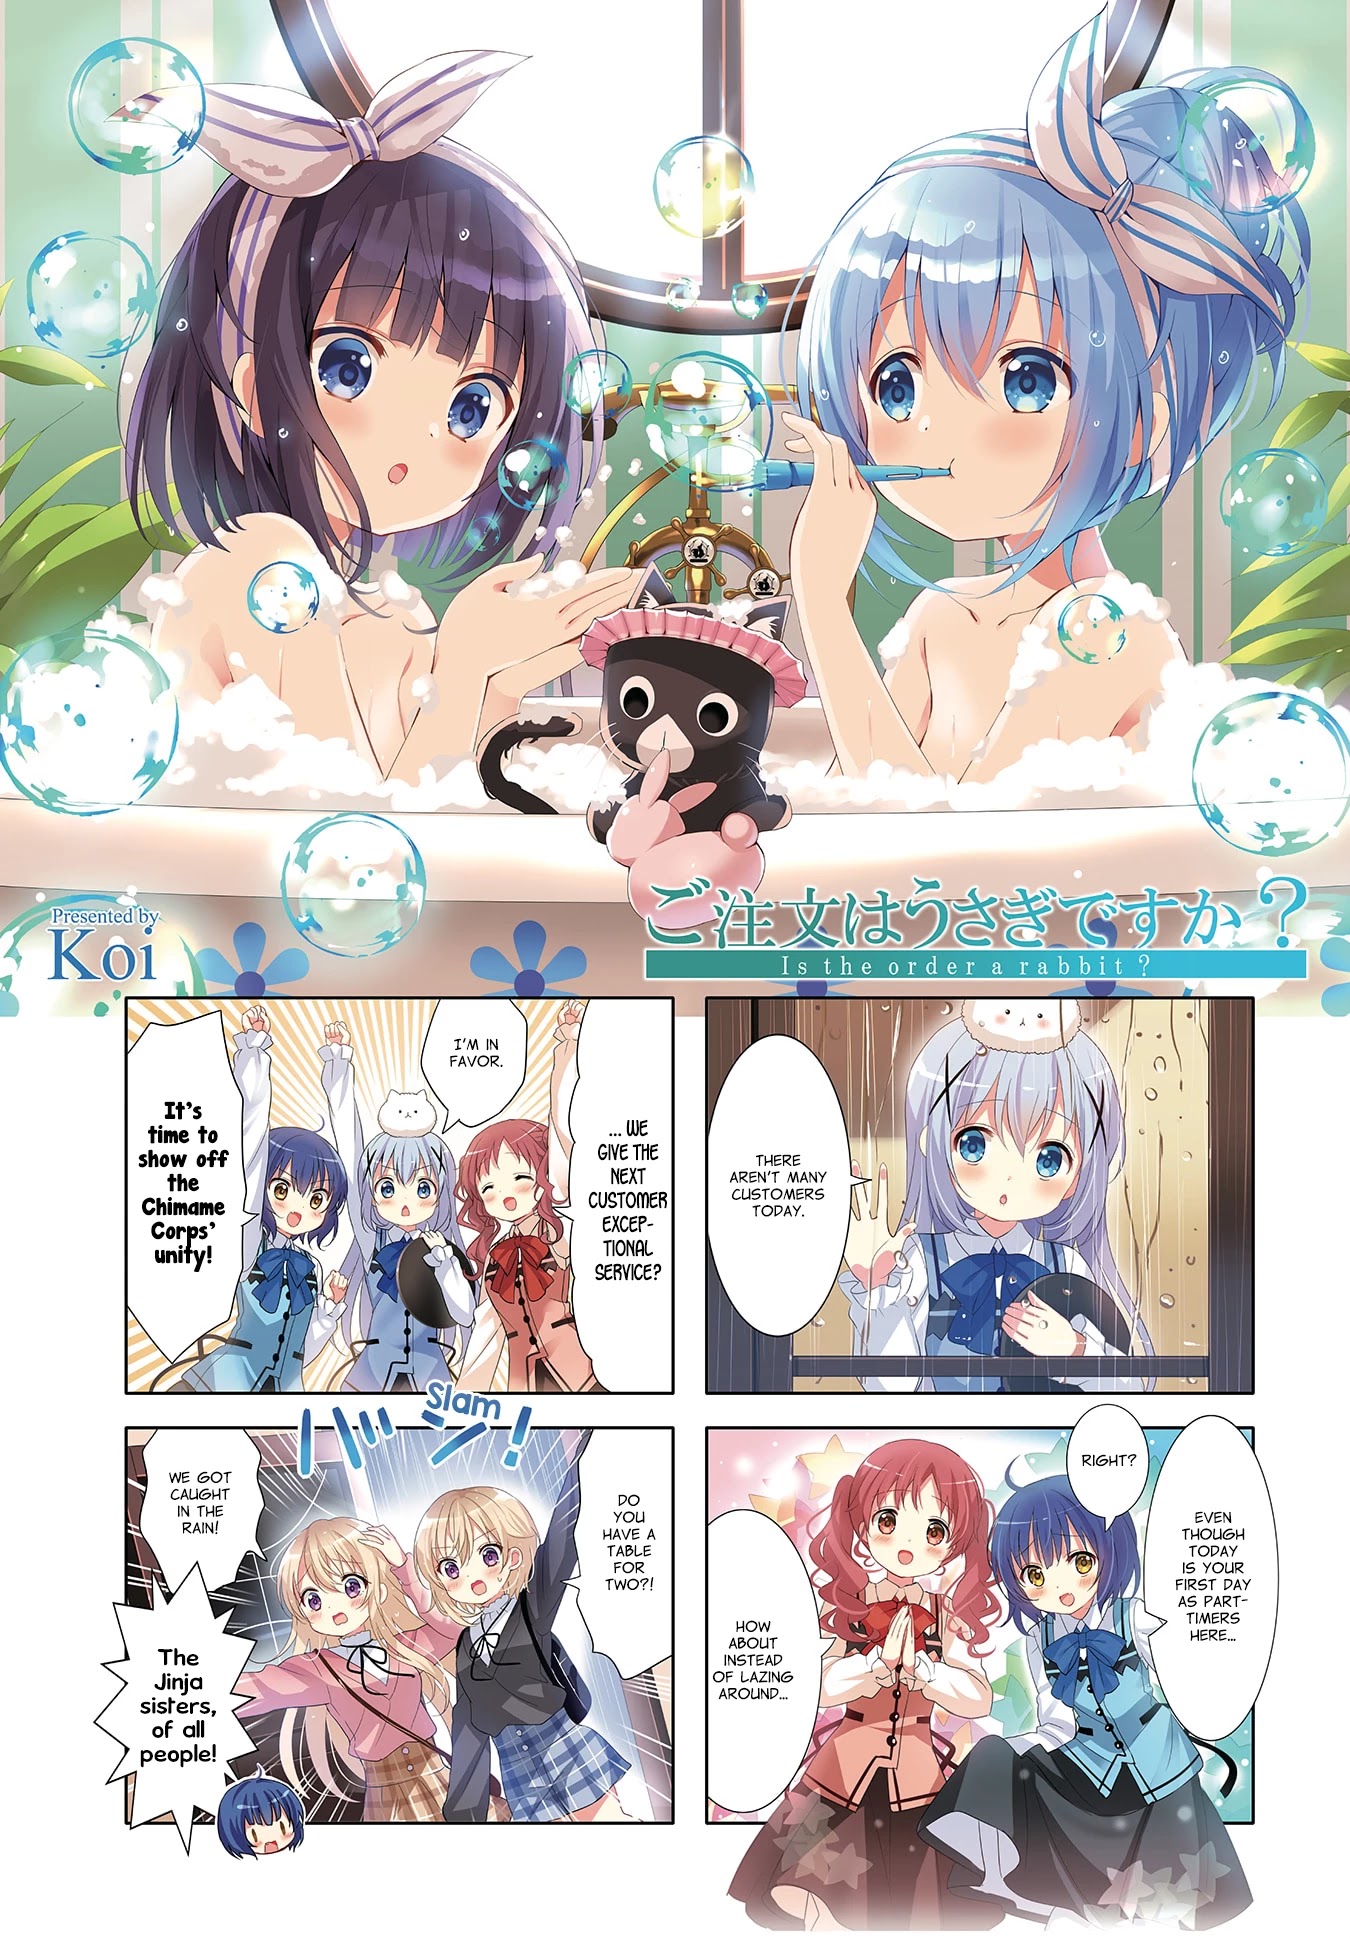 Presented by
Koi
ご注文はうさぎですか？
Is the order a rabbit?
THERE
AREN'T MANY
CUSTOMERS
TODAY.
EVEN
THOUGH
TODAY
IS YOUR
FIRST DAY
AS PART-
TIMERS
HERE...
RIGHT?
HOW
ABOUT
INSTEAD
OF LAZING
AROUND...
... WE
GIVE THE
NEXT
CUSTOMER
EXCEP-
TIONAL
SERVICE?
I'M IN
FAVOR.
It's
time to
show off
the
Chimame
Corps'
unity!
バンッ!
Slam
DO
YOU
HAVE A
TABLE
FOR
TWO?!
WE GOT
CAUGHT
IN THE
RAIN!
The
Jinja
sisters,
of all
people!